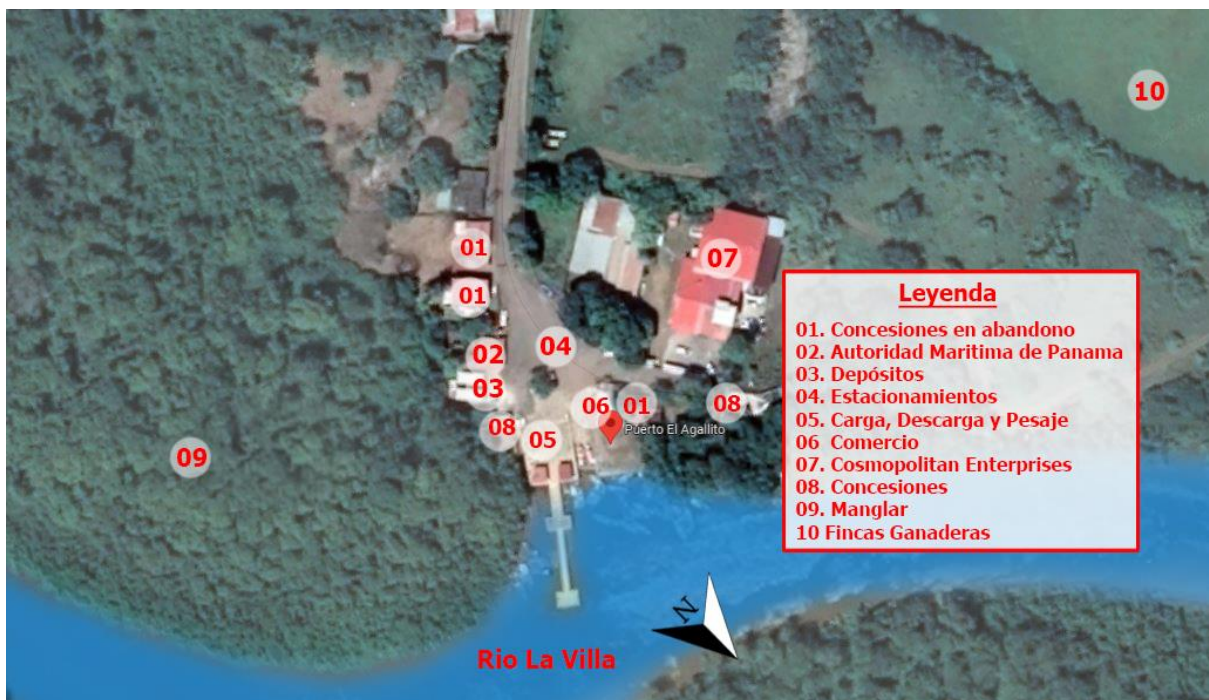 10
01
07
01
Leyenda
01. Concesiones en abandono
02. Autoridad Maritima de Panama
03. Depósitos
04. Estacionamientos
05. Carga, Descarga y Pesaje
06 Comercio
07. Cosmopolitan Enterprises
08. Concesiones
09. Manglar
10 Fincas Ganaderas
04
02
03
06
01
08
08
05
Puerto El Agallito
09
N
Rio La Villa